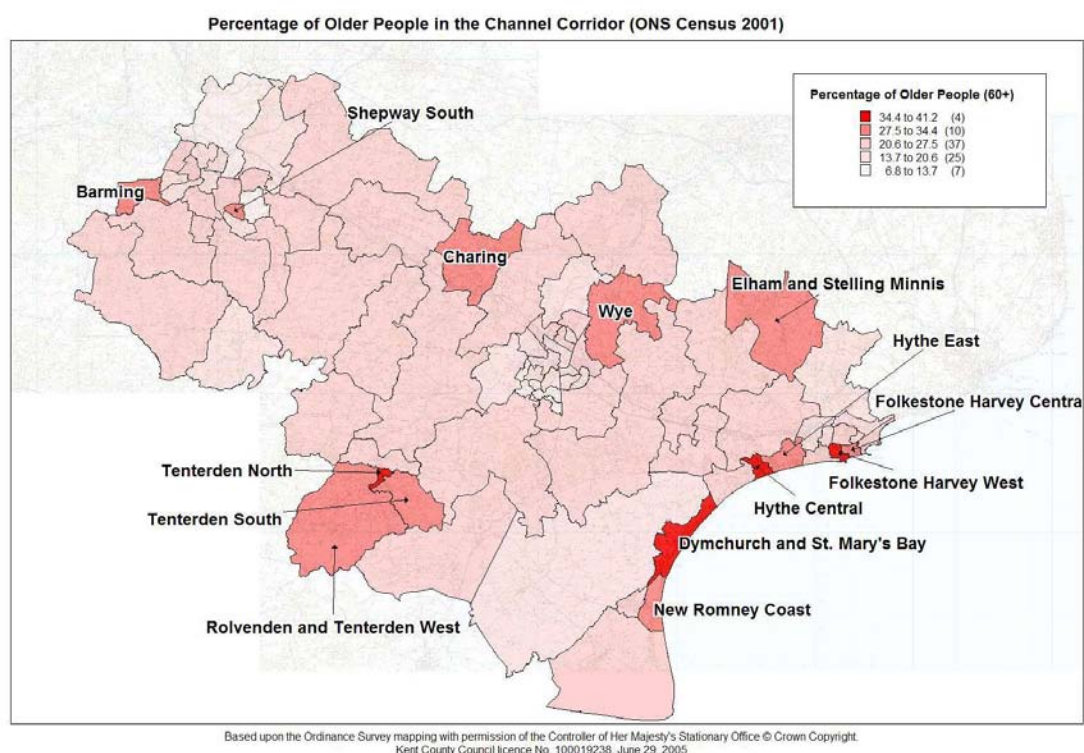 Percentage of Older People in the Channel Corridor (ONS Census 2001)
Percentage of Older People (60+)
34.4 to 41.2 (4)
27.5 to 34.4 (10)
20.6 to 27.5 (37)
13.7 to 20.6 (25)
6.8 to 13.7 (7)
Shepway South
Barming
Charing
Elham and Stelling Minnis
Wye
Hythe East
Folkestone Harvey Central
Tenterden North
Folkestone Harvey West
Hythe Central
Tenterden South
Dymchurch and St. Mary's Bay
New Romney Coast
Rolvenden and Tenterden West
Based upon the Ordinance Survey mapping with permission of the Controller of Her Majesty's Stationary Office © Crown Copyright.
Kent County Council licence No. 100019238, June 29, 2005